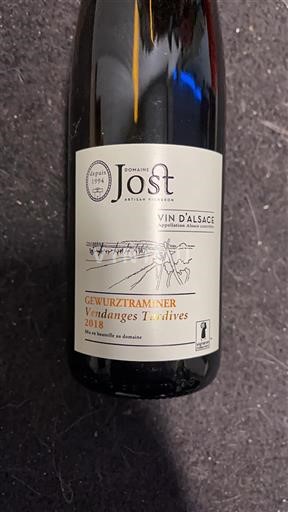 depuis
1994
DOMAINE
Jost
ARTISAN VIGNERON
VIN D'ALSACE
Appellation Alsace contrôlée
GEWURZTRAMINER
Vendanges Tardives
2018
Mis en bouteille au domaine